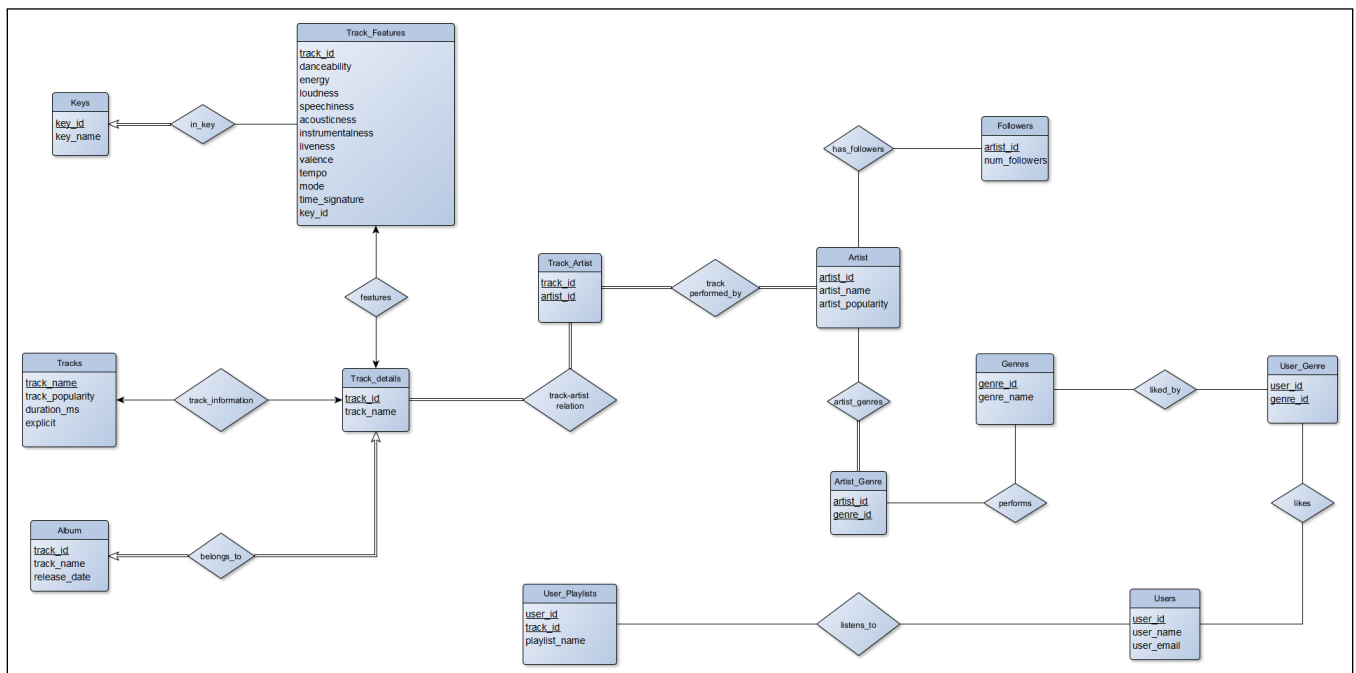 Track_Features
track_id
danceability
energy
loudness
speechiness
acousticness
instrumentalness
liveness
valence
tempo
mode
time_signature
key_id
Keys
key_id
key_name
in_key
Followers
artist_id
num_followers
has_followers
features
Track_Artist
track_id
artist_id
track
performed_by
Artist
artist_id
artist_name
artist_popularity
Tracks
track_name
track_popularity
duration_ms
explicit
track_information
Track_details
track_id
track_name
track-artist
relation
artist_genres
Genres
genre_id
genre_name
liked_by
User_Genre
user_id
genre_id
Artist_Genre
artist_id
genre_id
performs
likes
Album
track_id
track_name
release_date
belongs_to
User_Playlists
user_id
track_id
playlist_name
listens_to
Users
user_id
user_name
user_email